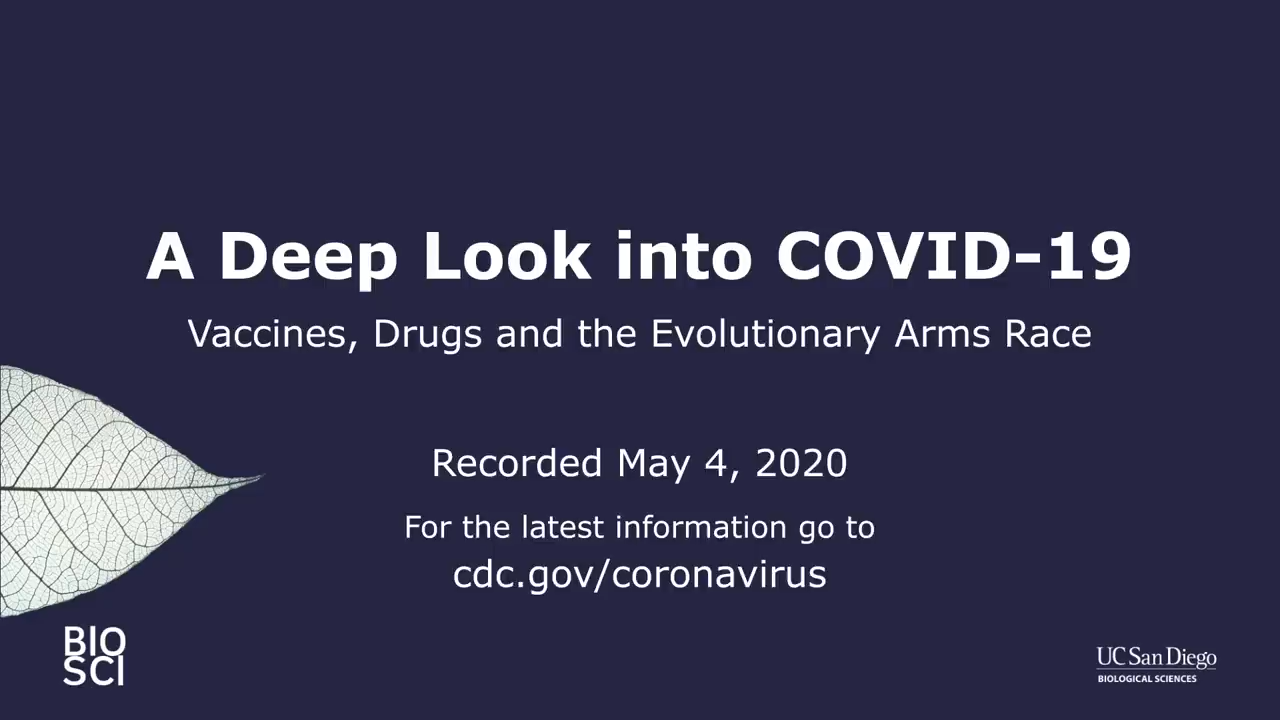 A Deep Look into COVID-19
Vaccines, Drugs and the Evolutionary Arms Race
Recorded May 4, 2020
For the latest information go to
cdc.gov/coronavirus
BIO
SCI
UC San Diego
BIOLOGICAL SCIENCES